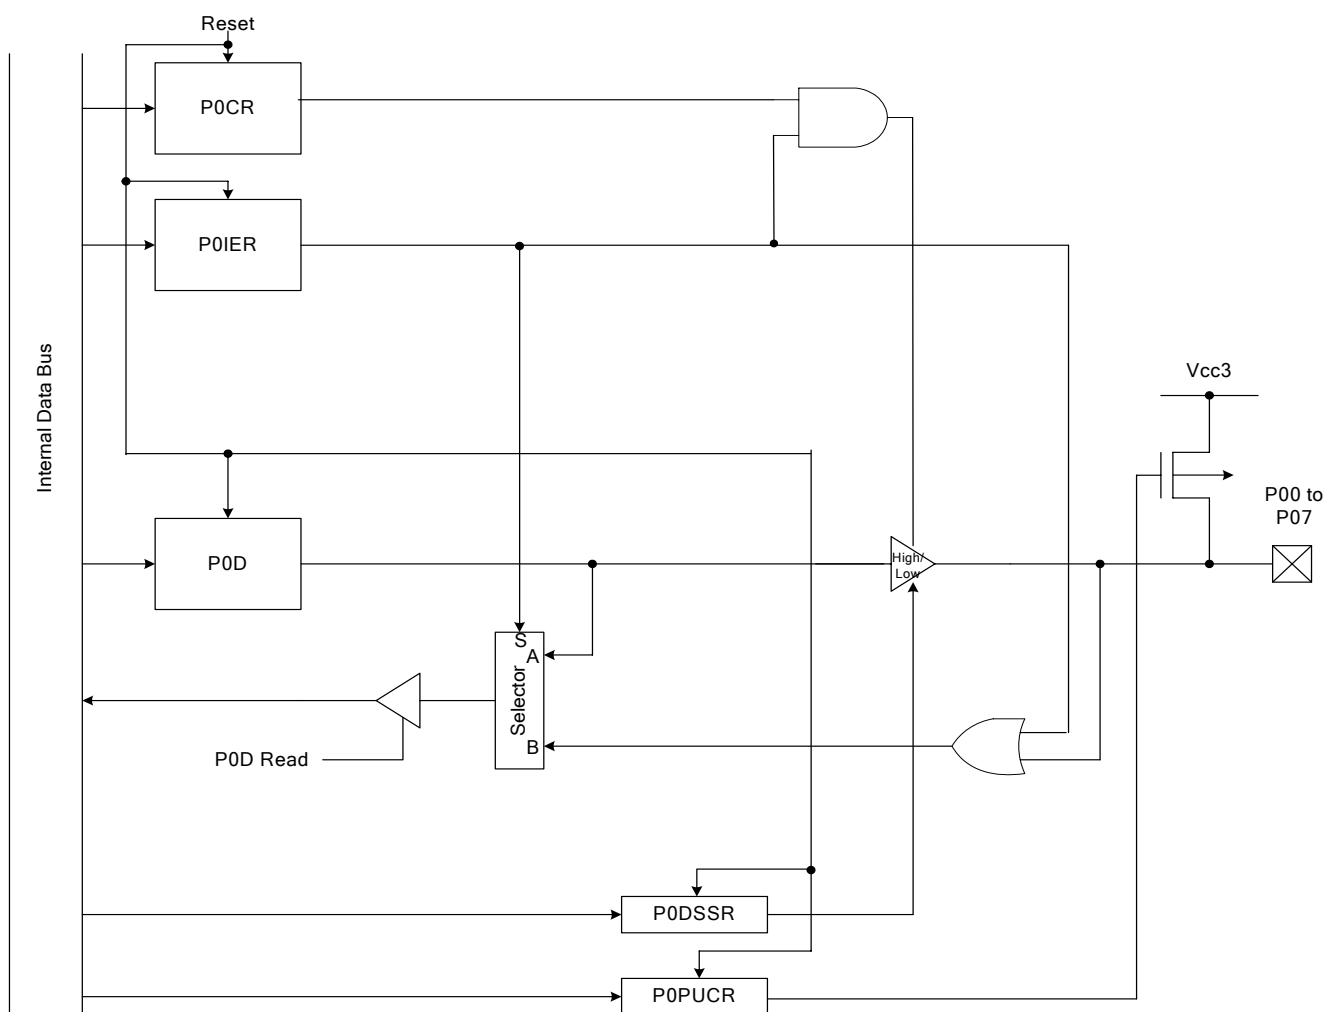 Reset
P0CR
P0IER
Internal Data Bus
Vcc3
P00 to
P07
P0D
High/
Low
S
A
Selector
B
P0D Read
P0DSSR
P0PUCR